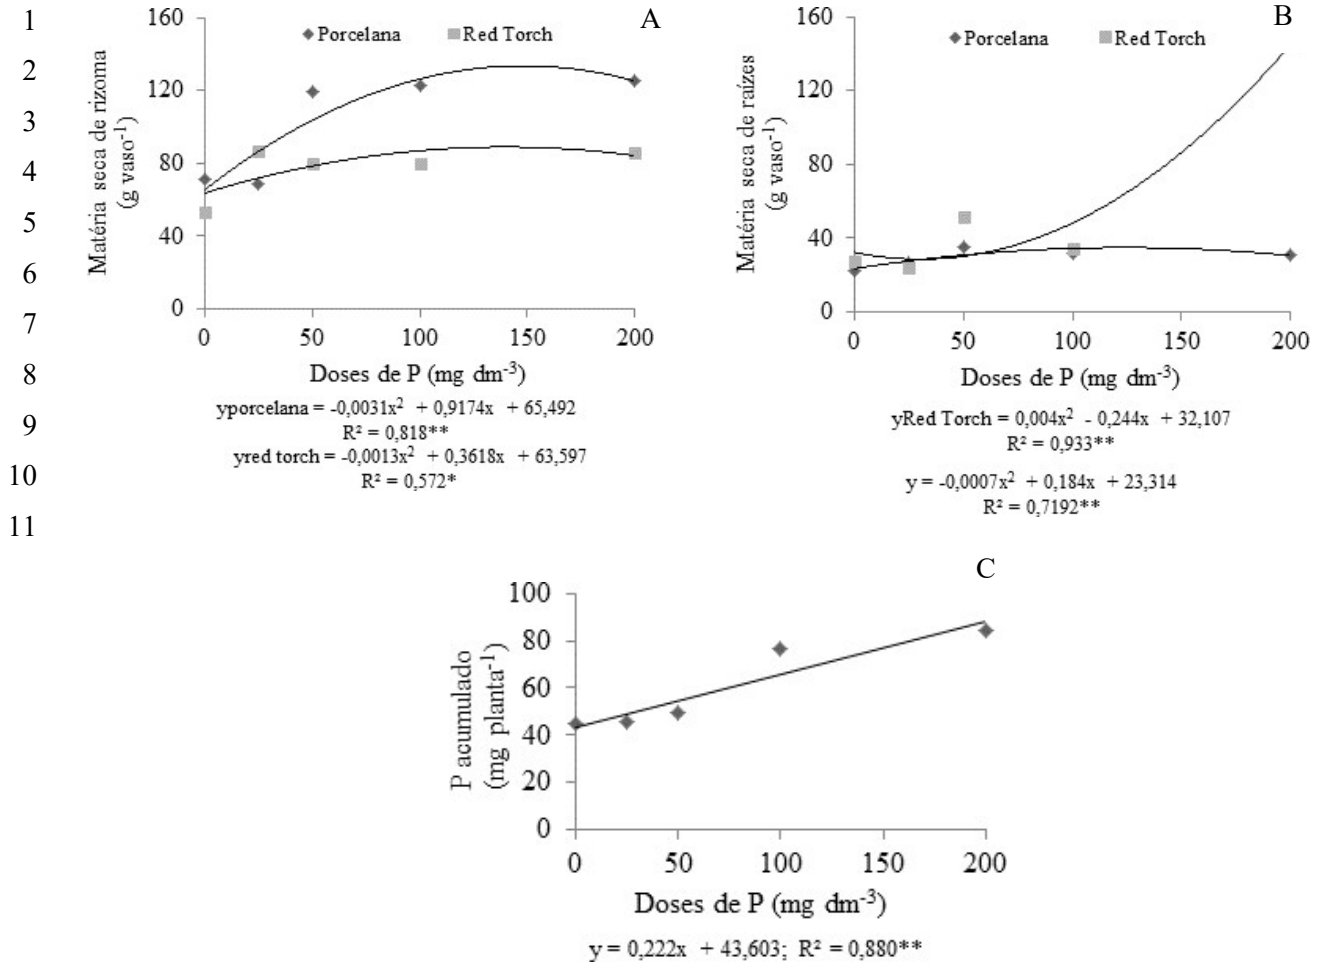 1
2
3
4
5
6
7
8
9
10
11
A
Porcelana Red Torch
Matéria seca de rizoma
(g vaso⁻¹)
160
120
80
40
0
0 50 100 150 200
Doses de P (mg dm⁻³)
yporcelana = -0,0031x² + 0,9174x + 65,492
R² = 0,818**
yred torch = -0,0013x² + 0,3618x + 63,597
R² = 0,572*
B
Porcelana Red Torch
Matéria seca de raízes
(g vaso⁻¹)
160
120
80
40
0
0 50 100 150 200
Doses de P (mg dm⁻³)
yRed Torch = 0,004x² - 0,244x + 32,107
R² = 0,933**
y = -0,0007x² + 0,184x + 23,314
R² = 0,7192**
C
P acumulado
(mg planta⁻¹)
100
80
60
40
20
0
0 50 100 150 200
Doses de P (mg dm⁻³)
y = 0,222x + 43,603; R² = 0,880**